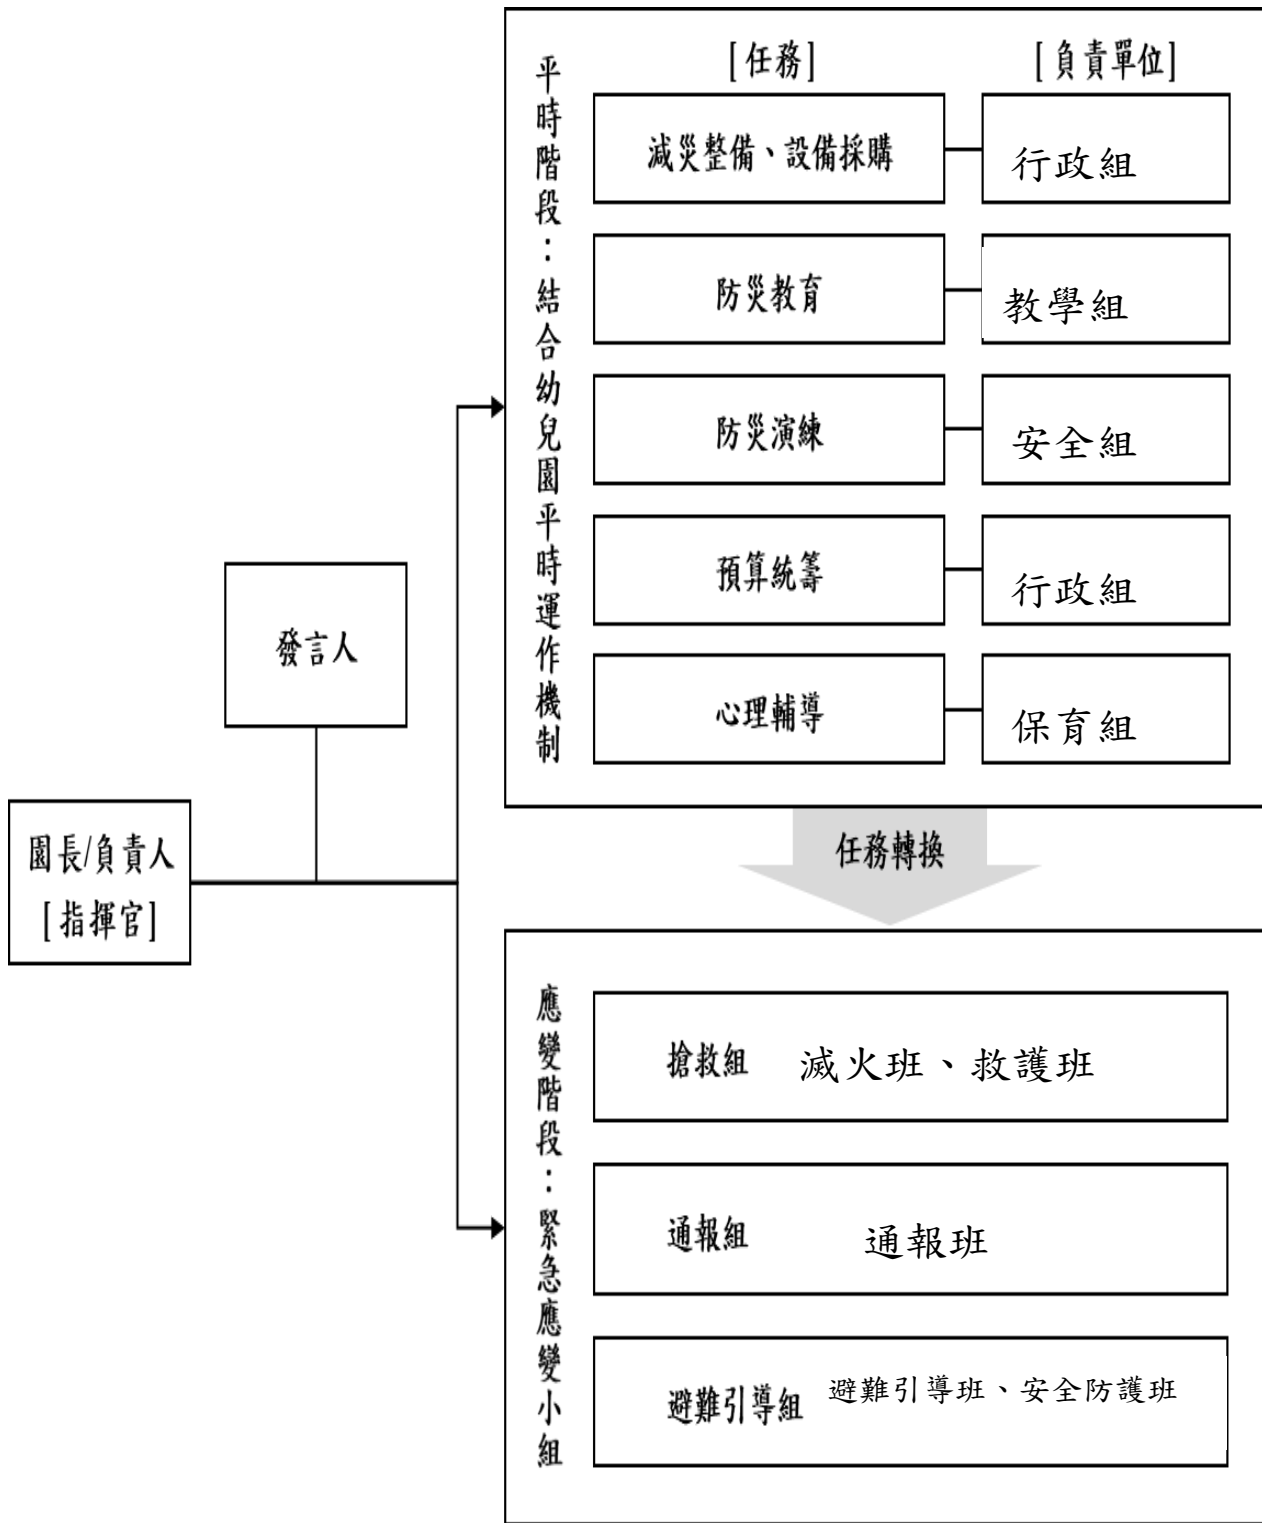 平時階段：結合幼兒園平時運作機制
[任務]
[負責單位]
減災整備、設備採購
行政組
防災教育
教學組
防災演練
安全組
預算統籌
行政組
心理輔導
保育組
發言人
園長/負責人
[指揮官]
任務轉換
應變階段：緊急應變小組
搶救組 滅火班、救護班
通報組 通報班
避難引導組 避難引導班、安全防護班